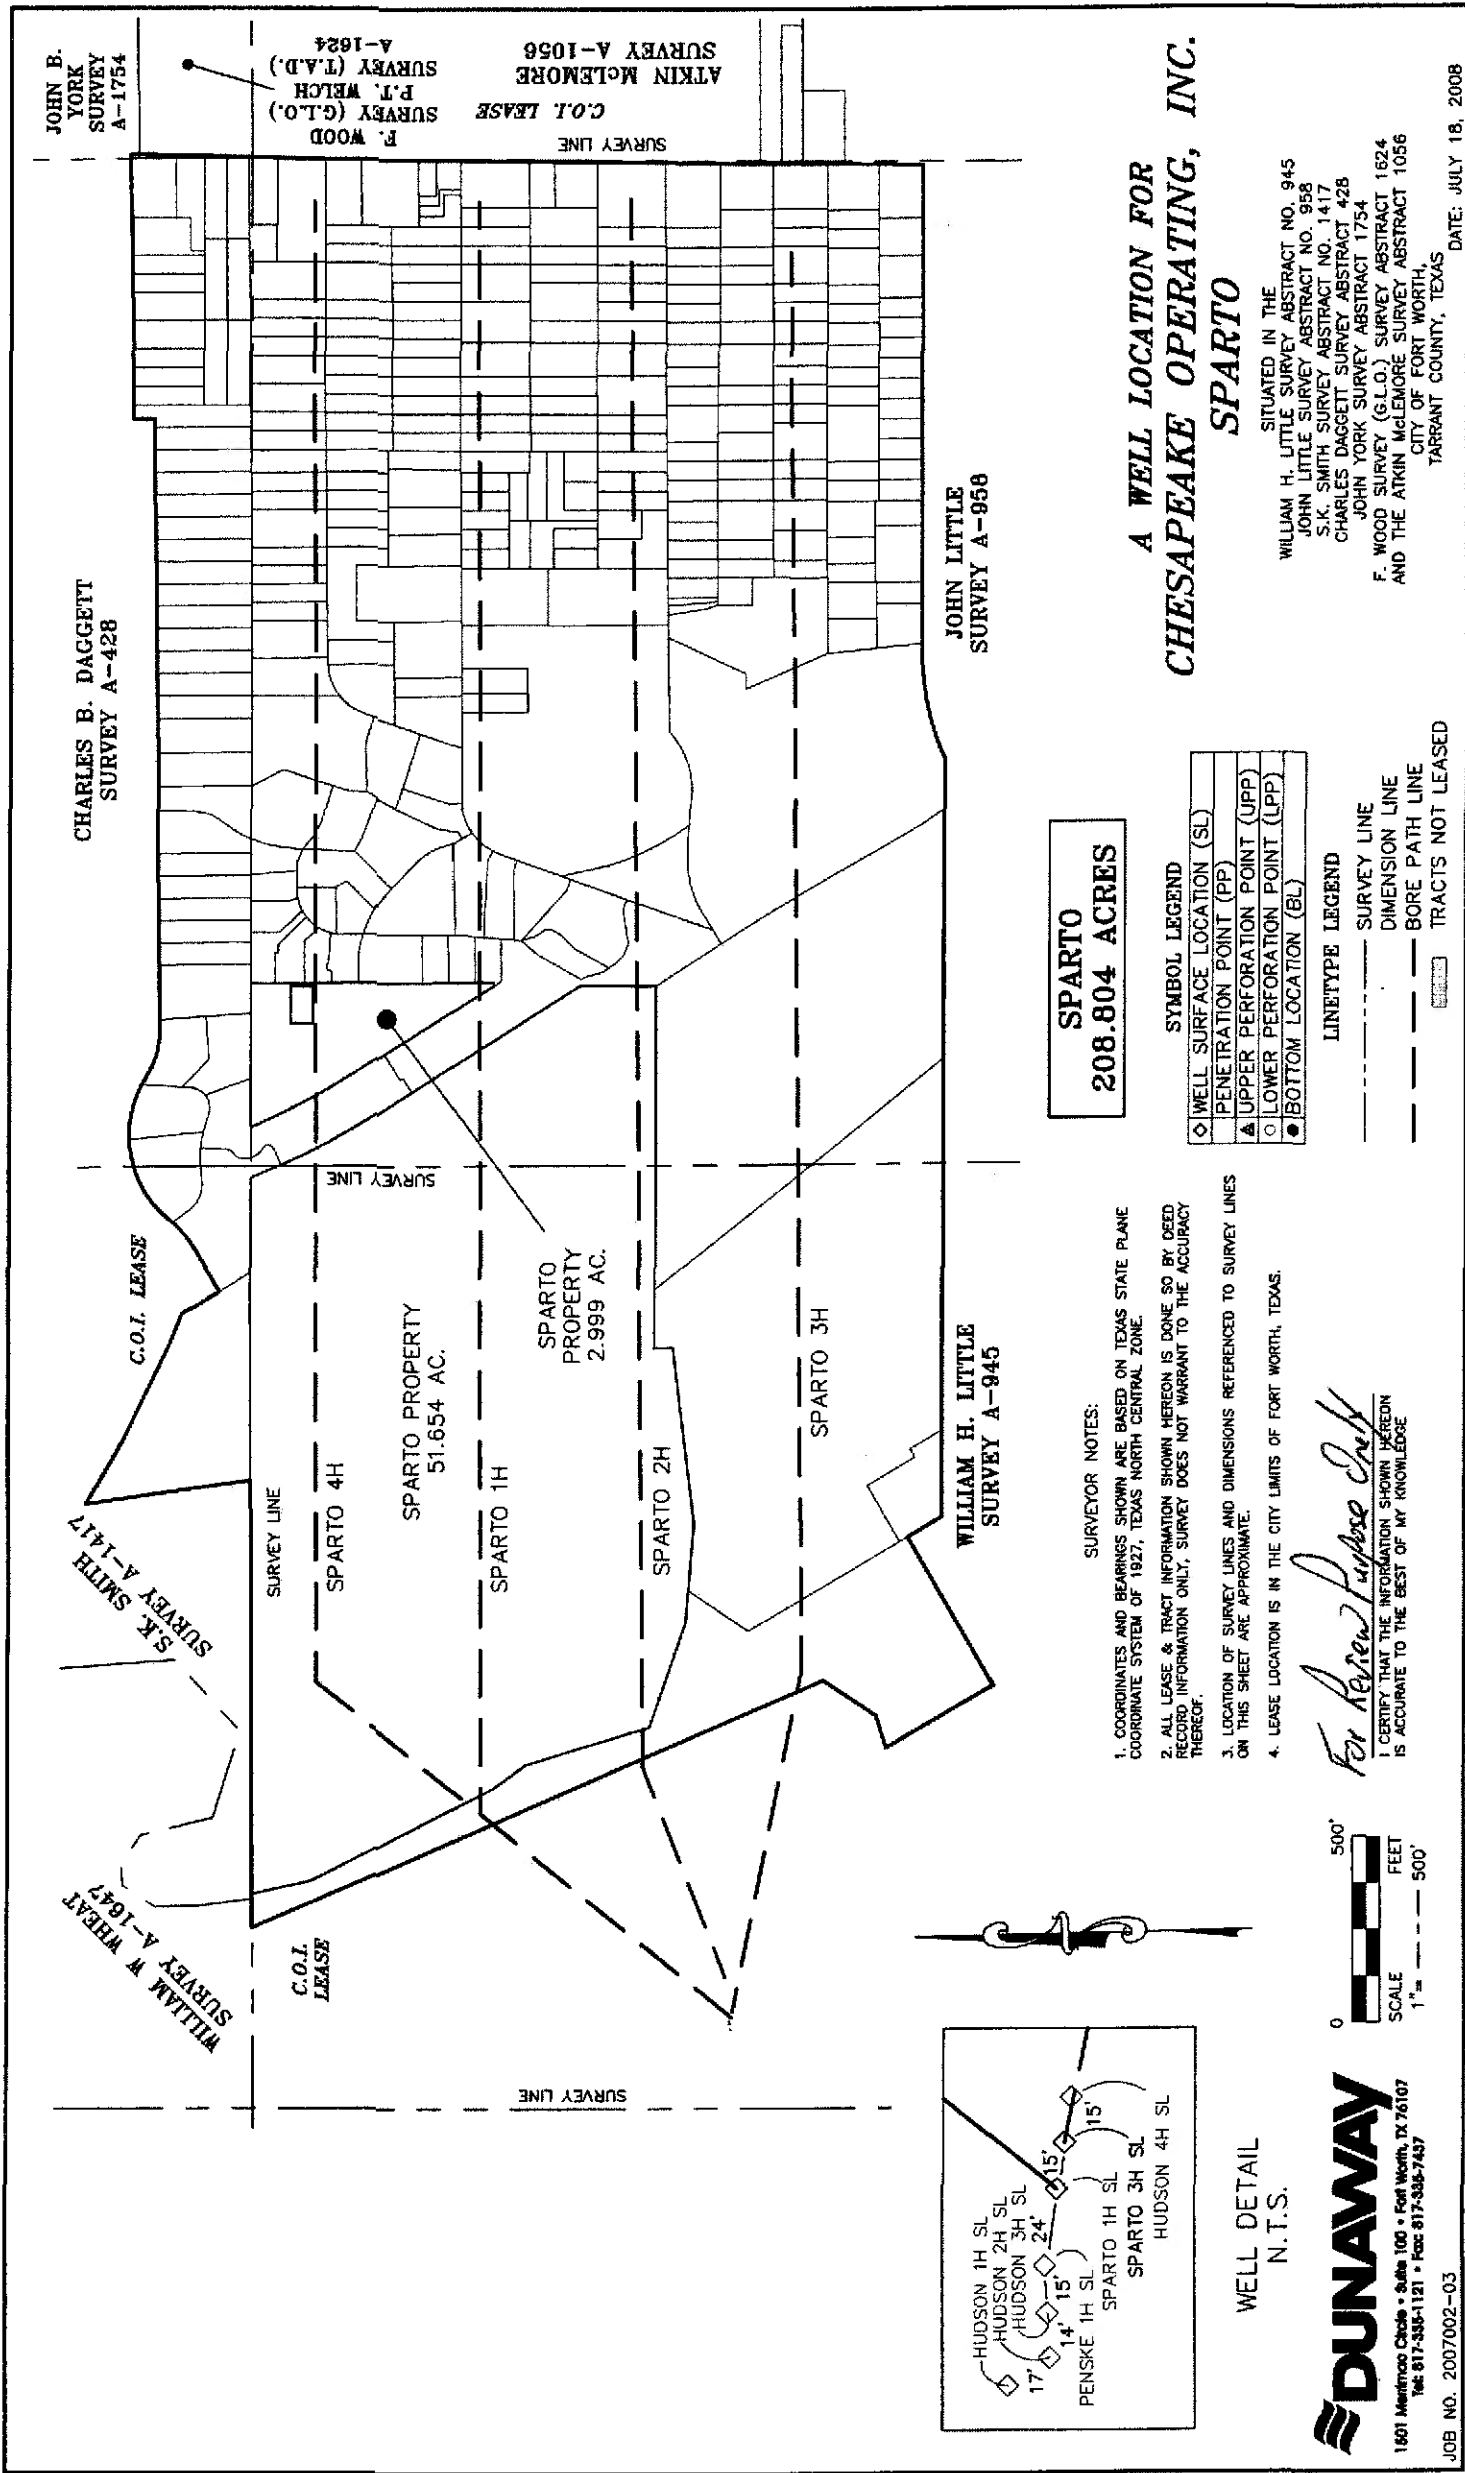 JOHN B.
YORK
SURVEY
A-1754
F. WOOD
SURVEY (G.L.O.)
P.T. WELCH
SURVEY (T.A.D.)
A-1624
C.O.I. LEASE
ATKIN McLEMORE
SURVEY A-1056
SURVEY LINE
CHARLES B. DAGGETT
SURVEY A-428
C.O.I. LEASE
S.K. SMITH
SURVEY A-1417
WILLIAM W WHEAT
SURVEY A-1647
C.O.I.
LEASE
SURVEY LINE
SURVEY LINE
SURVEY LINE
SPARTO 4H
SPARTO PROPERTY
51.654 AC.
SPARTO 1H
SPARTO
PROPERTY
2.999 AC.
SPARTO 2H
SPARTO 3H
WILLIAM H. LITTLE
SURVEY A-945
JOHN LITTLE
SURVEY A-958
HUDSON 1H SL
HUDSON 2H SL
HUDSON 3H SL
17'
14'
15'
24'
15'
15'
PENSKE 1H SL
SPARTO 1H SL
SPARTO 3H SL
HUDSON 4H SL
WELL DETAIL
N.T.S.
SURVEYOR NOTES:
1. COORDINATES AND BEARINGS SHOWN ARE BASED ON TEXAS STATE PLANE
COORDINATE SYSTEM OF 1927, TEXAS NORTH CENTRAL ZONE.
2. ALL LEASE & TRACT INFORMATION SHOWN HEREON IS DONE SO BY DEED
RECORD INFORMATION ONLY, SURVEY DOES NOT WARRANT TO THE ACCURACY
THEREOF.
3. LOCATION OF SURVEY LINES AND DIMENSIONS REFERENCED TO SURVEY LINES
ON THIS SHEET ARE APPROXIMATE.
4. LEASE LOCATION IS IN THE CITY LIMITS OF FORT WORTH, TEXAS.
For Review Purpose Only
I CERTIFY THAT THE INFORMATION SHOWN HEREON
IS ACCURATE TO THE BEST OF MY KNOWLEDGE
SPARTO
208.804 ACRES
SYMBOL LEGEND
WELL SURFACE LOCATION (SL)
PENETRATION POINT (PP)
UPPER PERFORATION POINT (UPP)
LOWER PERFORATION POINT (LPP)
BOTTOM LOCATION (BL)
LINETYPE LEGEND
SURVEY LINE
DIMENSION LINE
BORE PATH LINE
TRACTS NOT LEASED
A WELL LOCATION FOR
CHESAPEAKE OPERATING, INC.
SPARTO
SITUATED IN THE
WILLIAM H. LITTLE SURVEY ABSTRACT NO. 945
JOHN LITTLE SURVEY ABSTRACT NO. 958
S.K. SMITH SURVEY ABSTRACT NO. 1417
CHARLES DAGGETT SURVEY ABSTRACT 428
JOHN YORK SURVEY ABSTRACT 1754
F. WOOD SURVEY (G.L.O.) SURVEY ABSTRACT 1624
AND THE ATKIN McLEMORE SURVEY ABSTRACT 1056
CITY OF FORT WORTH,
TARRANT COUNTY, TEXAS
DATE: JULY 18, 2008
0 500'
SCALE FEET
1"= 500'
DUNAWAY
1501 Merrimac Circle • Suite 100 • Fort Worth, TX 76107
Tel: 817-335-1121 • Fax: 817-335-7437
JOB NO. 2007002-03